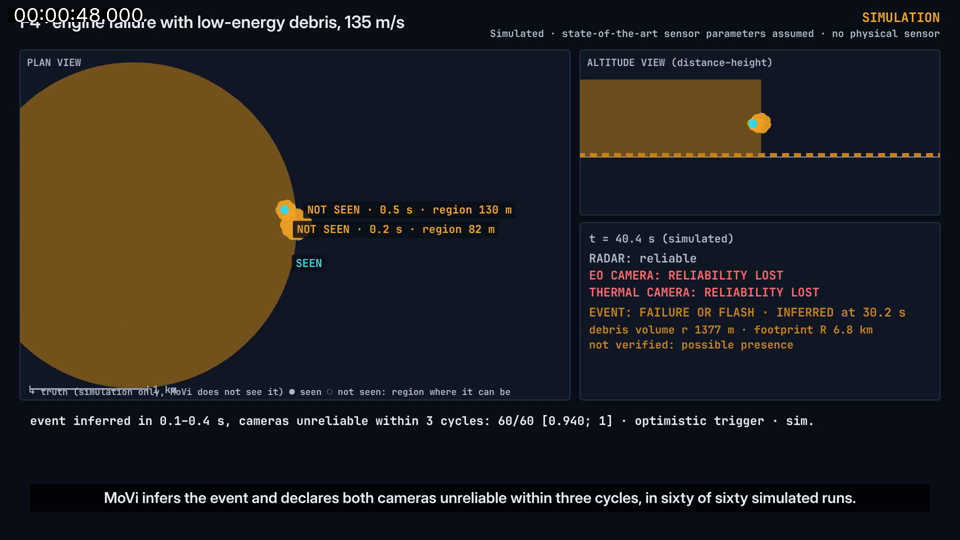 00:00:48.000
F4 · engine failure with low-energy debris, 135 m/s
SIMULATION
Simulated · state-of-the-art sensor parameters assumed · no physical sensor
PLAN VIEW
NOT SEEN · 0.5 s · region 130 m
NOT SEEN · 0.2 s · region 82 m
SEEN
1 km
+ truth (simulation only, MoVi does not see it) ● seen ○ not seen: region where it can be
ALTITUDE VIEW (distance-height)
t = 40.4 s (simulated)
RADAR: reliable
EO CAMERA: RELIABILITY LOST
THERMAL CAMERA: RELIABILITY LOST
EVENT: FAILURE OR FLASH · INFERRED at 30.2 s
debris volume r 1377 m · footprint R 6.8 km
not verified: possible presence
event inferred in 0.1–0.4 s, cameras unreliable within 3 cycles: 60/60 [0.940; 1] · optimistic trigger · sim.
MoVi infers the event and declares both cameras unreliable within three cycles, in sixty of sixty simulated runs.